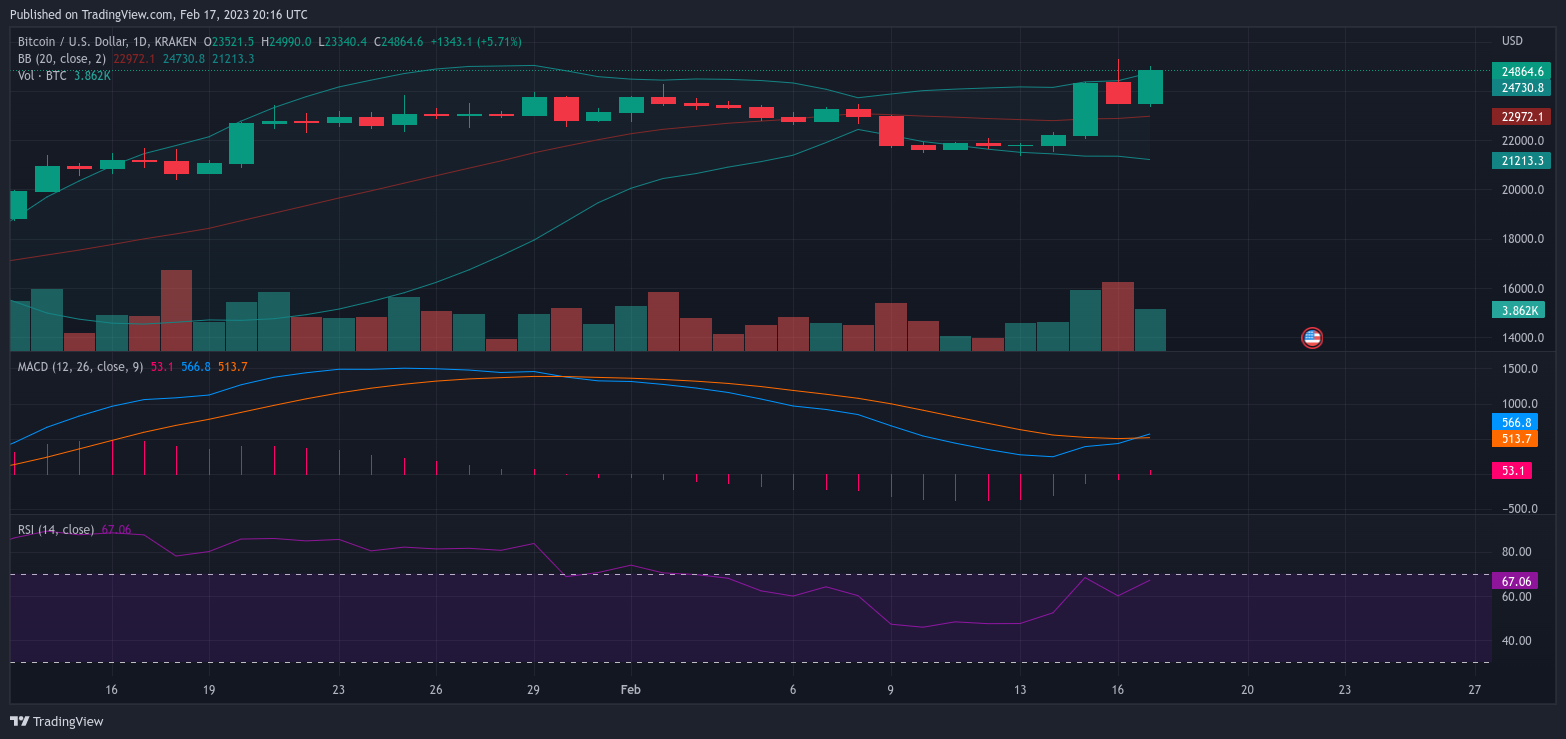 Published on TradingView.com, Feb 17, 2023 20:16 UTC
Bitcoin / U.S. Dollar, 1D, KRAKEN O23521.5 H24990.0 L23340.4 C24864.6 +1343.1 (+5.71%)
BB (20, close, 2) 22972.1 24730.8 21213.3
Vol · BTC 3.862K
USD
24864.6
24730.8
22972.1
22000.0
21213.3
20000.0
18000.0
16000.0
3.862K
14000.0
MACD (12, 26, close, 9) 53.1 566.8 513.7
1500.0
1000.0
566.8
513.7
53.1
−500.0
RSI (14, close) 67.06
80.00
67.06
60.00
40.00
16 19 23 26 29 Feb 6 9 13 16 20 23 27
TradingView